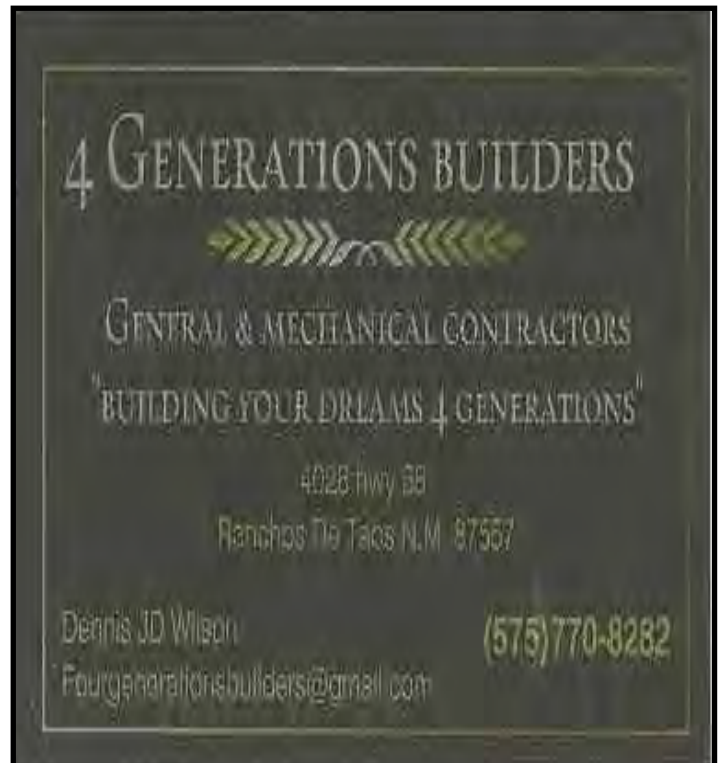 4 GENERATIONS BUILDERS
GENERAL & MECHANICAL CONTRACTORS
"BUILDING YOUR DREAMS 4 GENERATIONS"
4028 hwy 68
Ranchos De Taos N.M. 87557
Dennis JD Wilson
(575)770-8282
Fourgenerationsbuilders@gmail.com